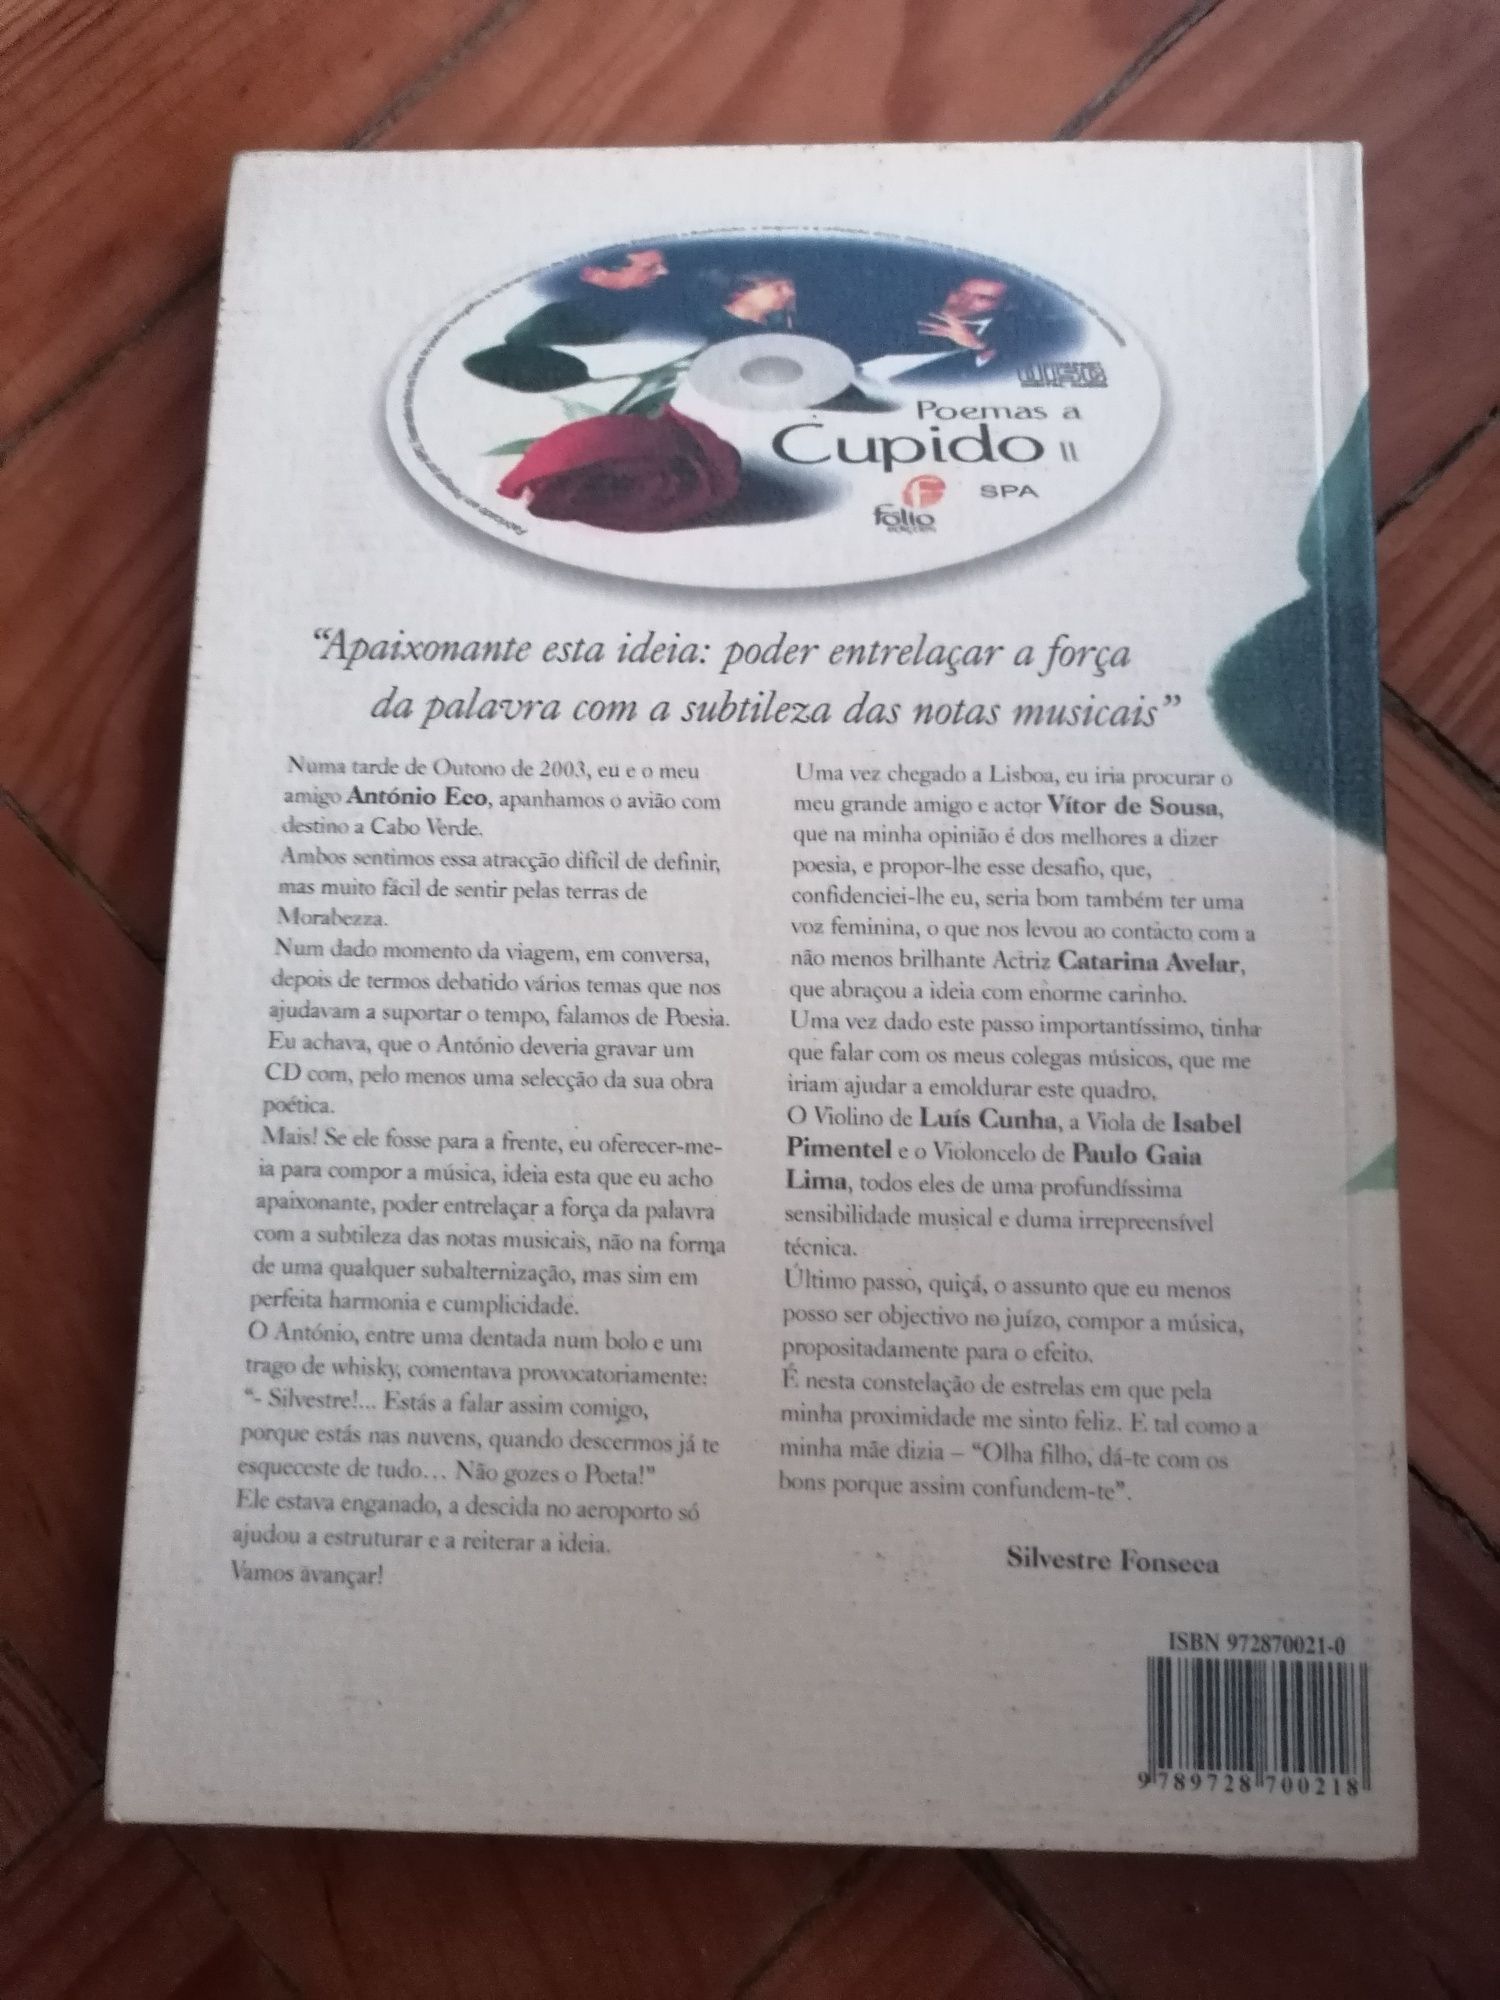 DISC
DIGITAL AUDIO
Poemas a
Cupido II
fólio
SPA
“Apaixonante esta ideia: poder entrelaçar a força
da palavra com a subtileza das notas musicais”
Numa tarde de Outono de 2003, eu e o meu
amigo António Eco, apanhamos o avião com
destino a Cabo Verde.
Ambos sentimos essa atracção difícil de definir,
mas muito fácil de sentir pelas terras de
Morabezza.
Num dado momento da viagem, em conversa,
depois de termos debatido vários temas que nos
ajudavam a suportar o tempo, falamos de Poesia.
Eu achava, que o António deveria gravar um
CD com, pelo menos uma selecção da sua obra
poética.
Mais! Se ele fosse para a frente, eu oferecer-me-
ia para compor a música, ideia esta que eu acho
apaixonante, poder entrelaçar a força da palavra
com a subtileza das notas musicais, não na forma
de uma qualquer subalternização, mas sim em
perfeita harmonia e cumplicidade.
O António, entre uma dentada num bolo e um
trago de whisky, comentava provocatoriamente:
“- Silvestre!... Estás a falar assim comigo,
porque estás nas nuvens, quando descermos já te
esqueceste de tudo… Não gozes o Poeta!”
Ele estava enganado, a descida no aeroporto só
ajudou a estruturar e a reiterar a ideia.
Vamos avançar!
Uma vez chegado a Lisboa, eu iria procurar o
meu grande amigo e actor Vítor de Sousa,
que na minha opinião é dos melhores a dizer
poesia, e propor-lhe esse desafio, que,
confidenciei-lhe eu, seria bom também ter uma
voz feminina, o que nos levou ao contacto com a
não menos brilhante Actriz Catarina Avelar,
que abraçou a ideia com enorme carinho.
Uma vez dado este passo importantíssimo, tinha
que falar com os meus colegas músicos, que me
iriam ajudar a emoldurar este quadro.
O Violino de Luís Cunha, a Viola de Isabel
Pimentel e o Violoncelo de Paulo Gaia
Lima, todos eles de uma profundíssima
sensibilidade musical e duma irrepreensível
técnica.
Último passo, quiçá, o assunto que eu menos
posso ser objectivo no juízo, compor a música,
propositadamente para o efeito.
É nesta constelação de estrelas em que pela
minha proximidade me sinto feliz. E tal como a
minha mãe dizia – “Olha filho, dá-te com os
bons porque assim confundem-te”.
Silvestre Fonseca
ISBN 972870021-0
9 789728 700218